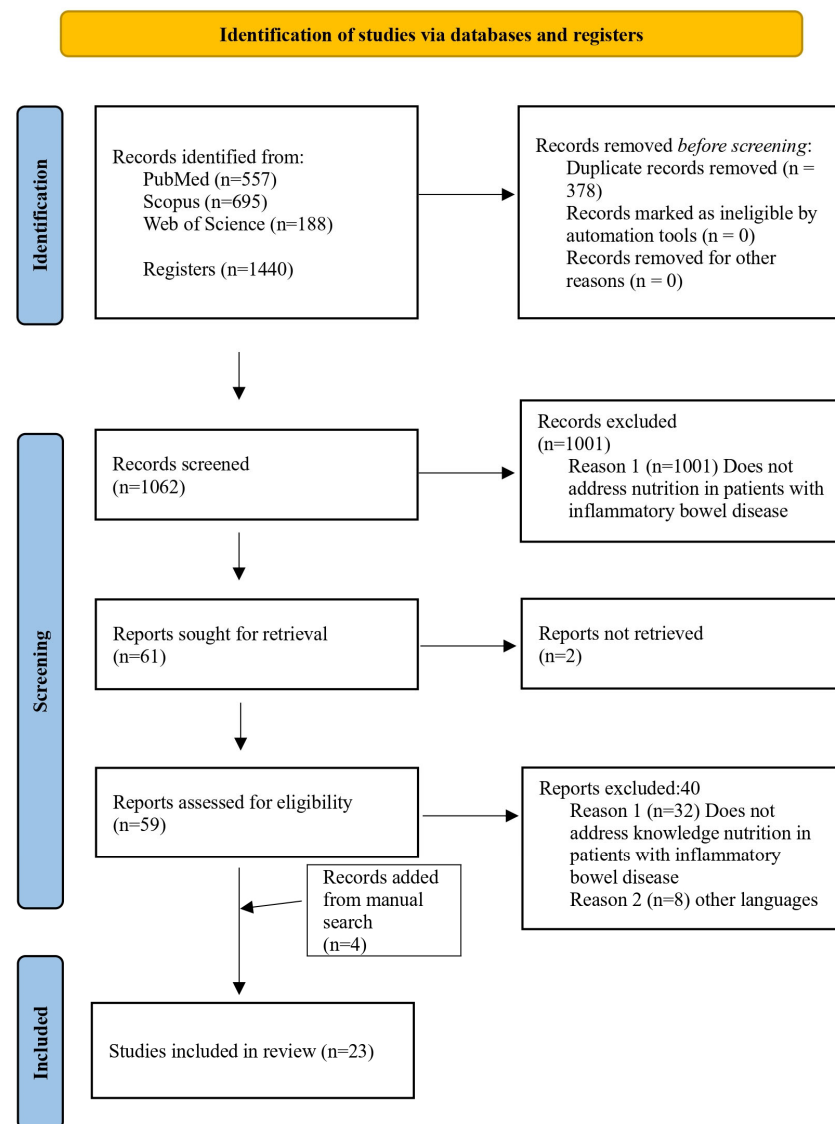 Identification of studies via databases and registers
Identification
Records identified from:
PubMed (n=557)
Scopus (n=695)
Web of Science (n=188)
Registers (n=1440)
Records removed before screening:
Duplicate records removed (n =
378)
Records marked as ineligible by
automation tools (n = 0)
Records removed for other
reasons (n = 0)
Screening
Records screened
(n=1062)
Records excluded
(n=1001)
Reason 1 (n=1001) Does not
address nutrition in patients with
inflammatory bowel disease
Reports sought for retrieval
(n=61)
Reports not retrieved
(n=2)
Reports assessed for eligibility
(n=59)
Reports excluded:40
Reason 1 (n=32) Does not
address knowledge nutrition in
patients with inflammatory
bowel disease
Reason 2 (n=8) other languages
Records added
from manual
search
(n=4)
Included
Studies included in review (n=23)